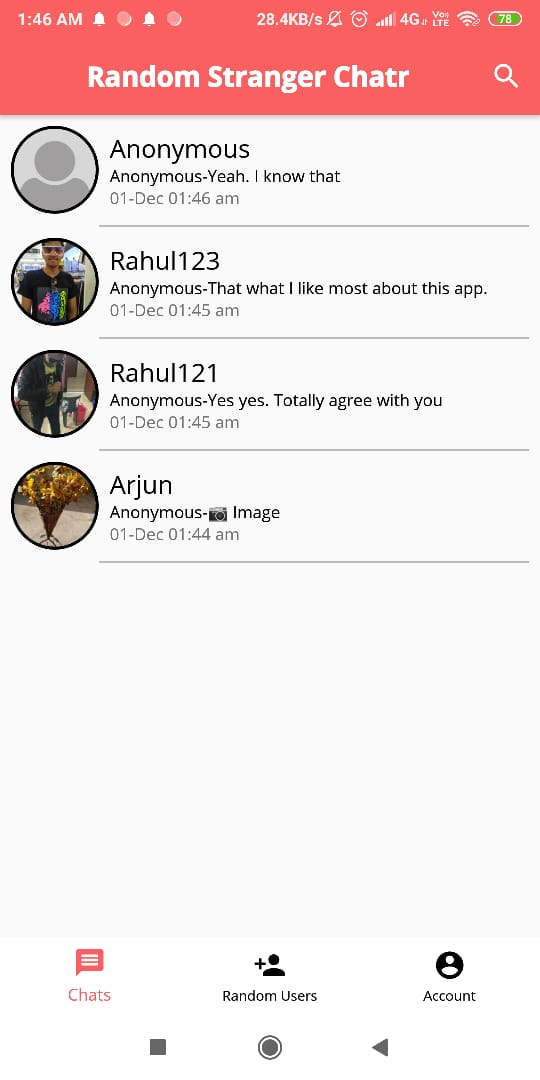 1:46 AM 28.4KB/s 4G Vo)) LTE 78
Random Stranger Chatr
Anonymous
Anonymous-Yeah. I know that
01-Dec 01:46 am
Rahul123
Anonymous-That what I like most about this app.
01-Dec 01:45 am
Rahul121
Anonymous-Yes yes. Totally agree with you
01-Dec 01:45 am
Arjun
Anonymous-📷 Image
01-Dec 01:44 am
Chats
Random Users
Account